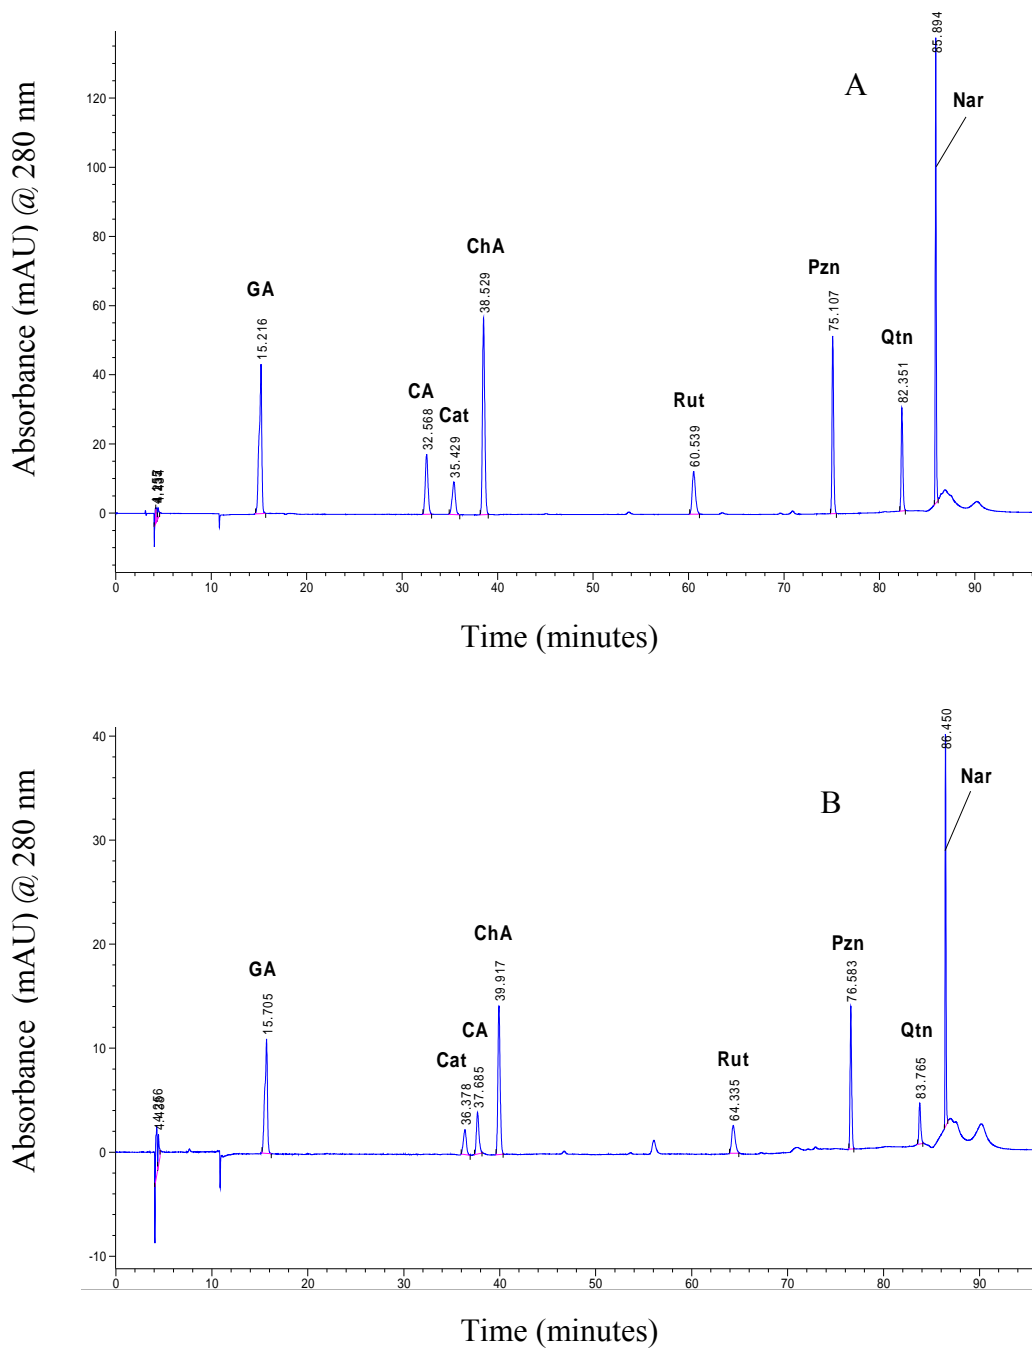 85.894
A
120
Nar
100
80
ChA
Pzn
GA
38.529
75.107
60
15.216
Qtn
CA
Rut
82.351
40
Cat
32.568
35.429
60.539
20
0
0 10 20 30 40 50 60 70 80 90
Absorbance (mAU) @ 280 nm
Time (minutes)
86.450
40
Nar
B
30
ChA
Pzn
GA
39.917
76.583
20
15.705
CA
Qtn
Cat
Rut
37.685
36.378
64.335
83.765
10
0
-10
0 10 20 30 40 50 60 70 80 90
Absorbance (mAU) @ 280 nm
Time (minutes)